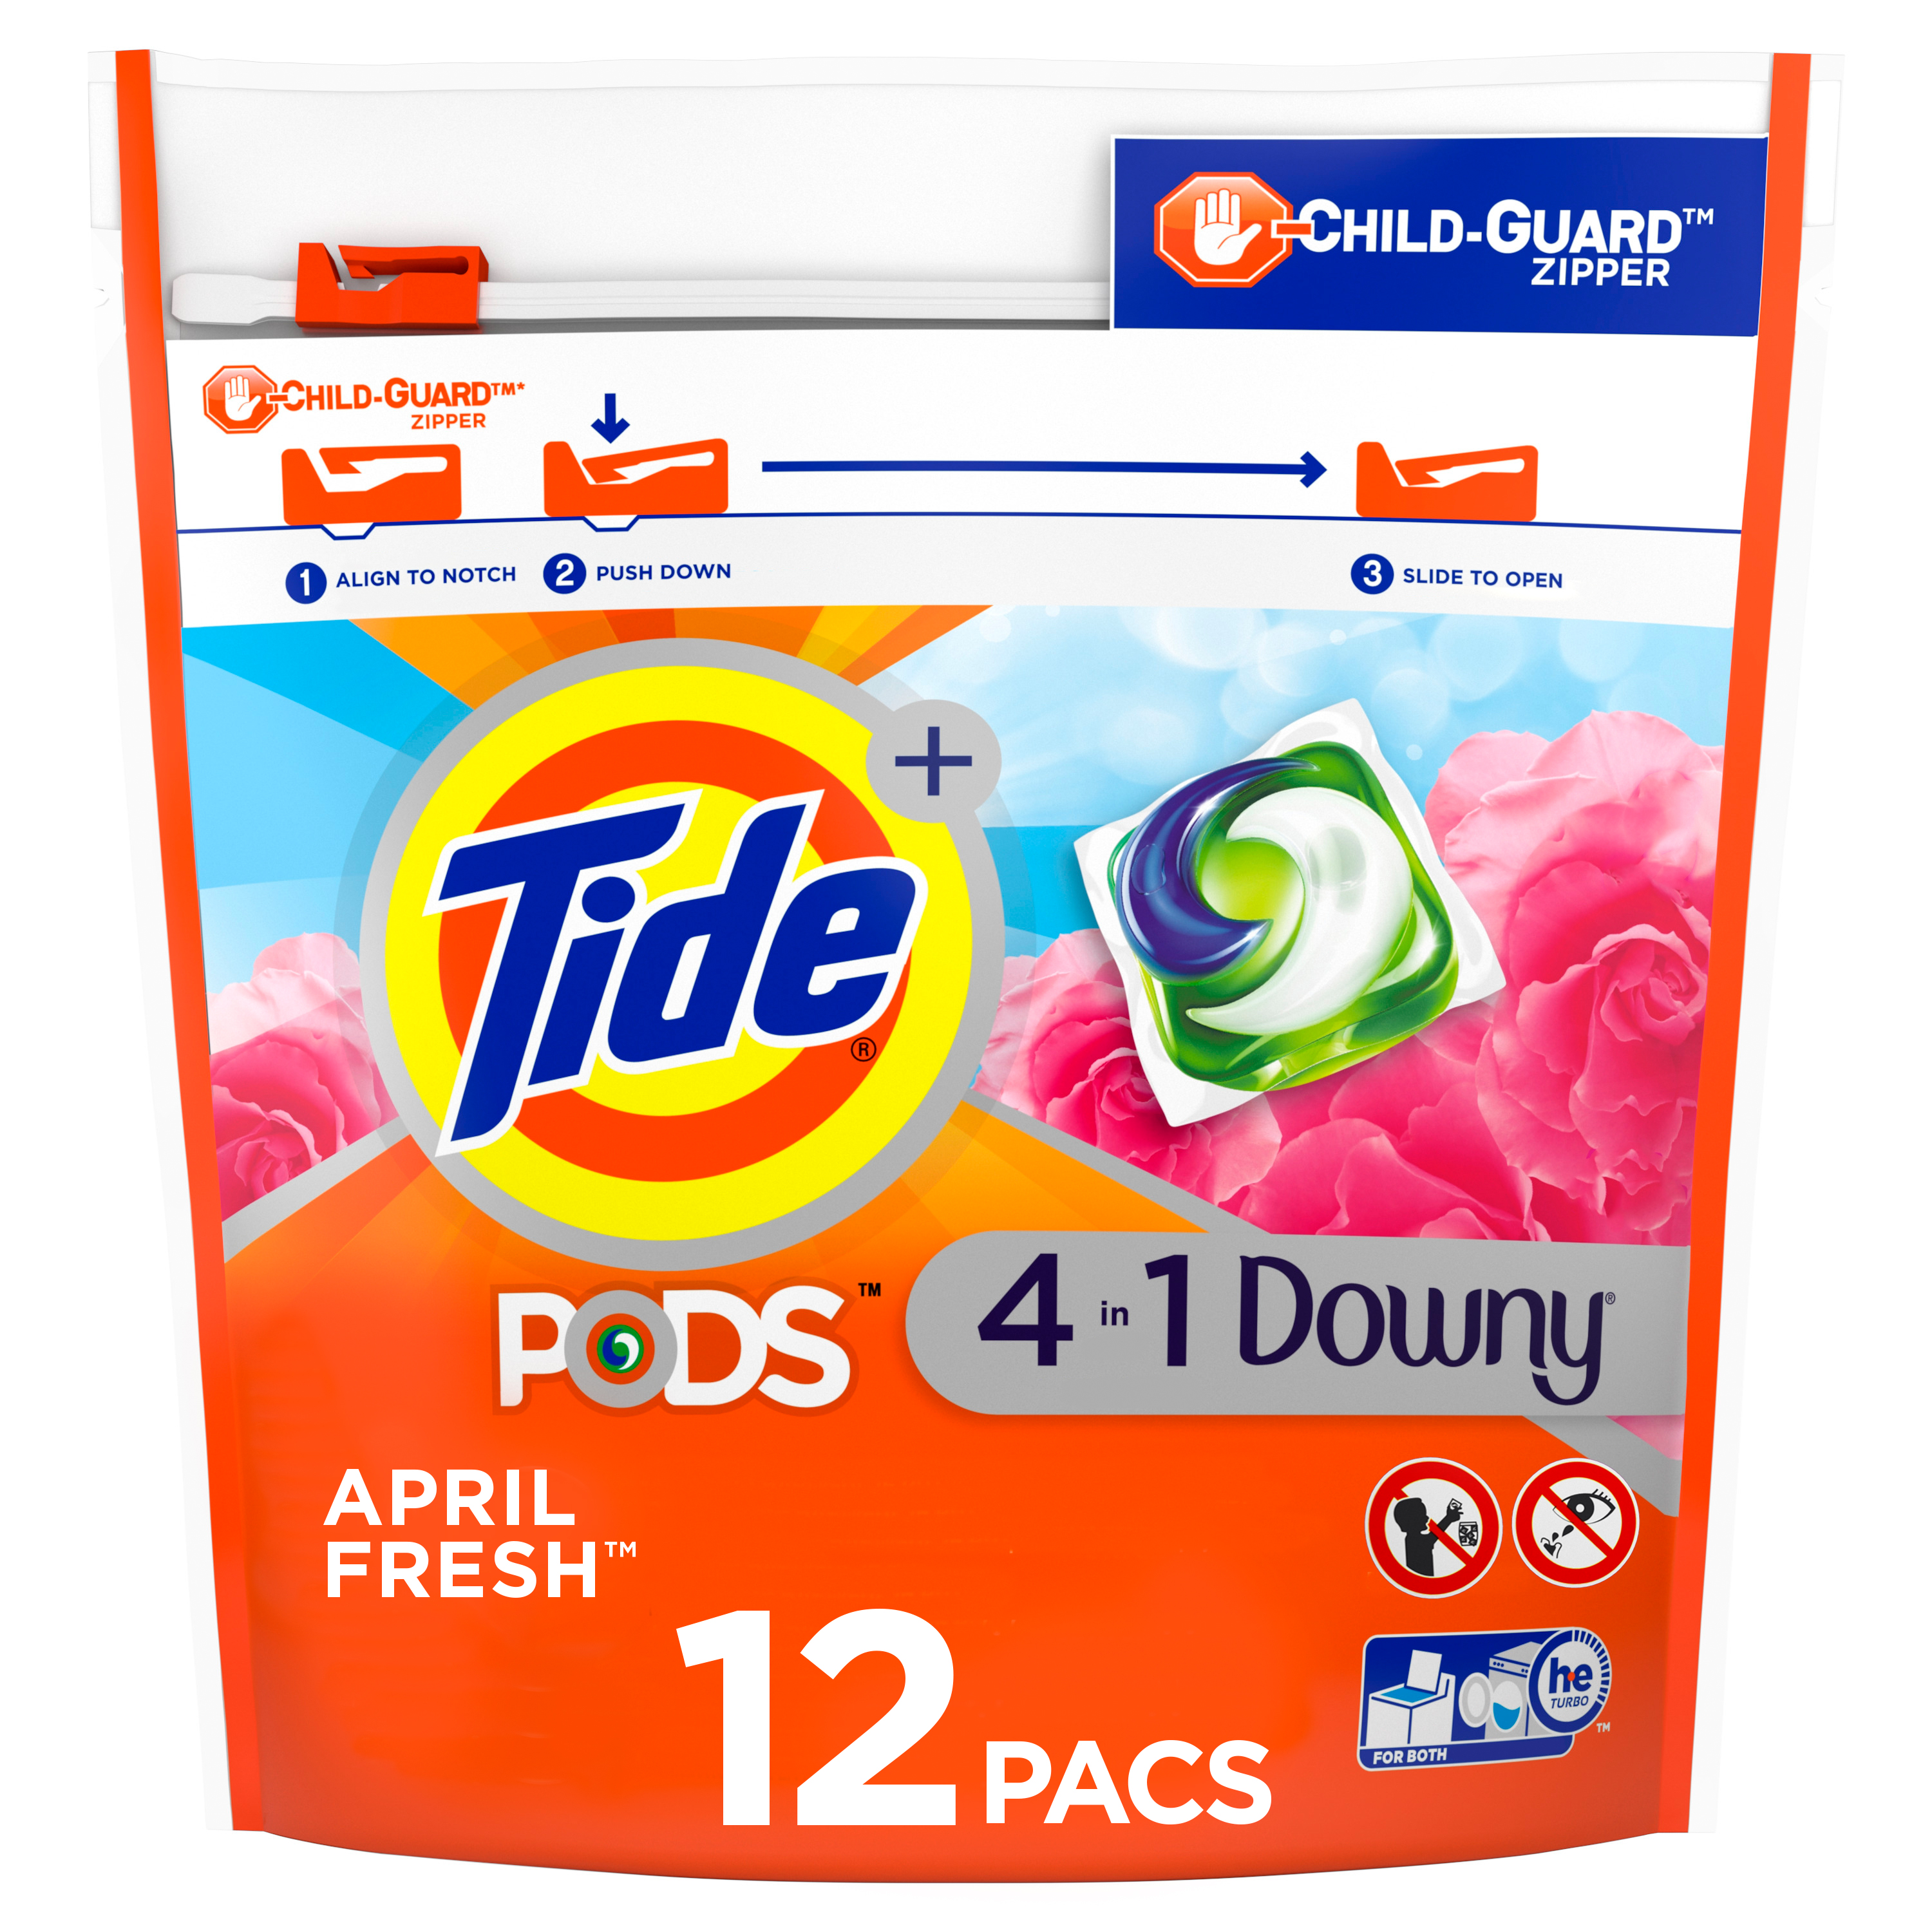 CHILD-GUARD™
ZIPPER
CHILD-GUARD™*
ZIPPER
1 ALIGN TO NOTCH 2 PUSH DOWN 3 SLIDE TO OPEN
+
Tide®
PODS™ 4 in 1 Downy®
APRIL
FRESH™
12 PACS
he
TURBO
™
FOR BOTH